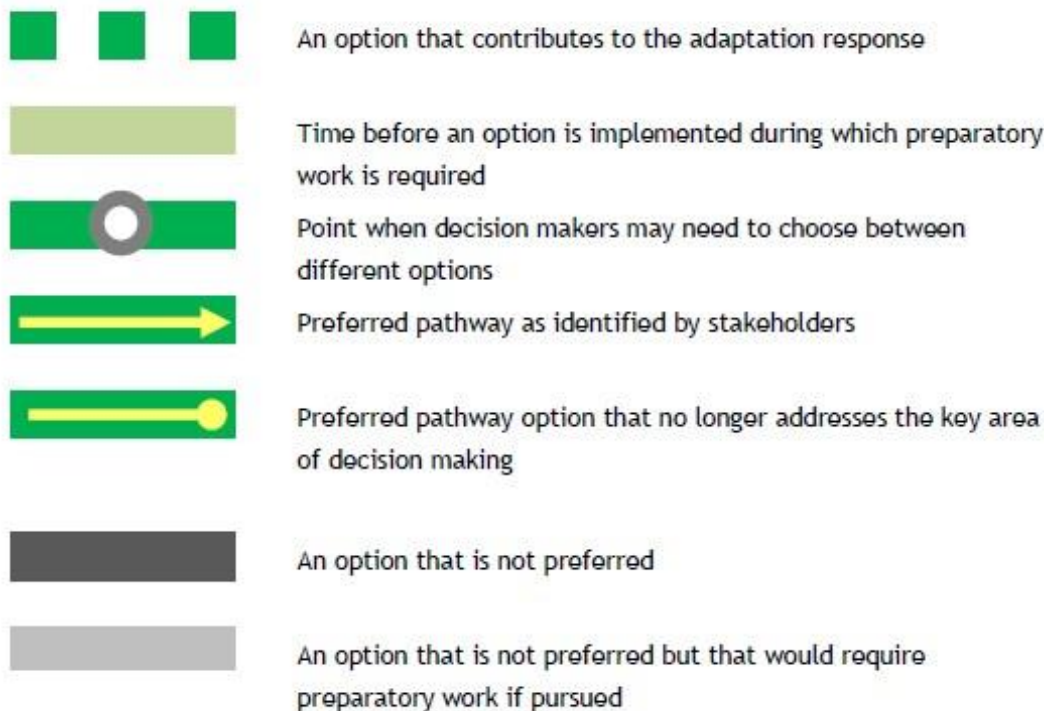 An option that contributes to the adaptation response
Time before an option is implemented during which preparatory
work is required
Point when decision makers may need to choose between
different options
Preferred pathway as identified by stakeholders
Preferred pathway option that no longer addresses the key area
of decision making
An option that is not preferred
An option that is not preferred but that would require
preparatory work if pursued